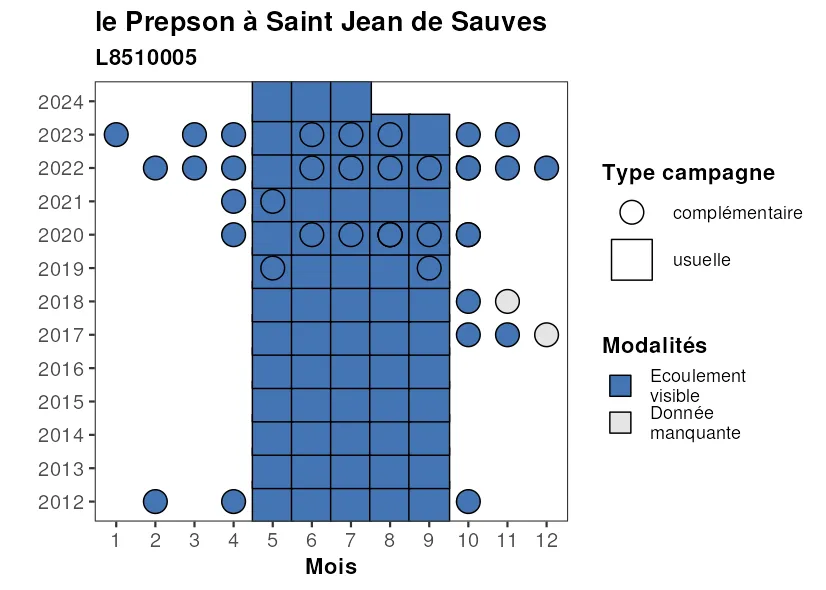 le Prepson à Saint Jean de Sauves
L8510005
2024
2023
2022
2021
2020
2019
2018
2017
2016
2015
2014
2013
2012
1 2 3 4 5 6 7 8 9 10 11 12
Mois
Type campagne
complémentaire
usuelle
Modalités
Ecoulement
visible
Donnée
manquante